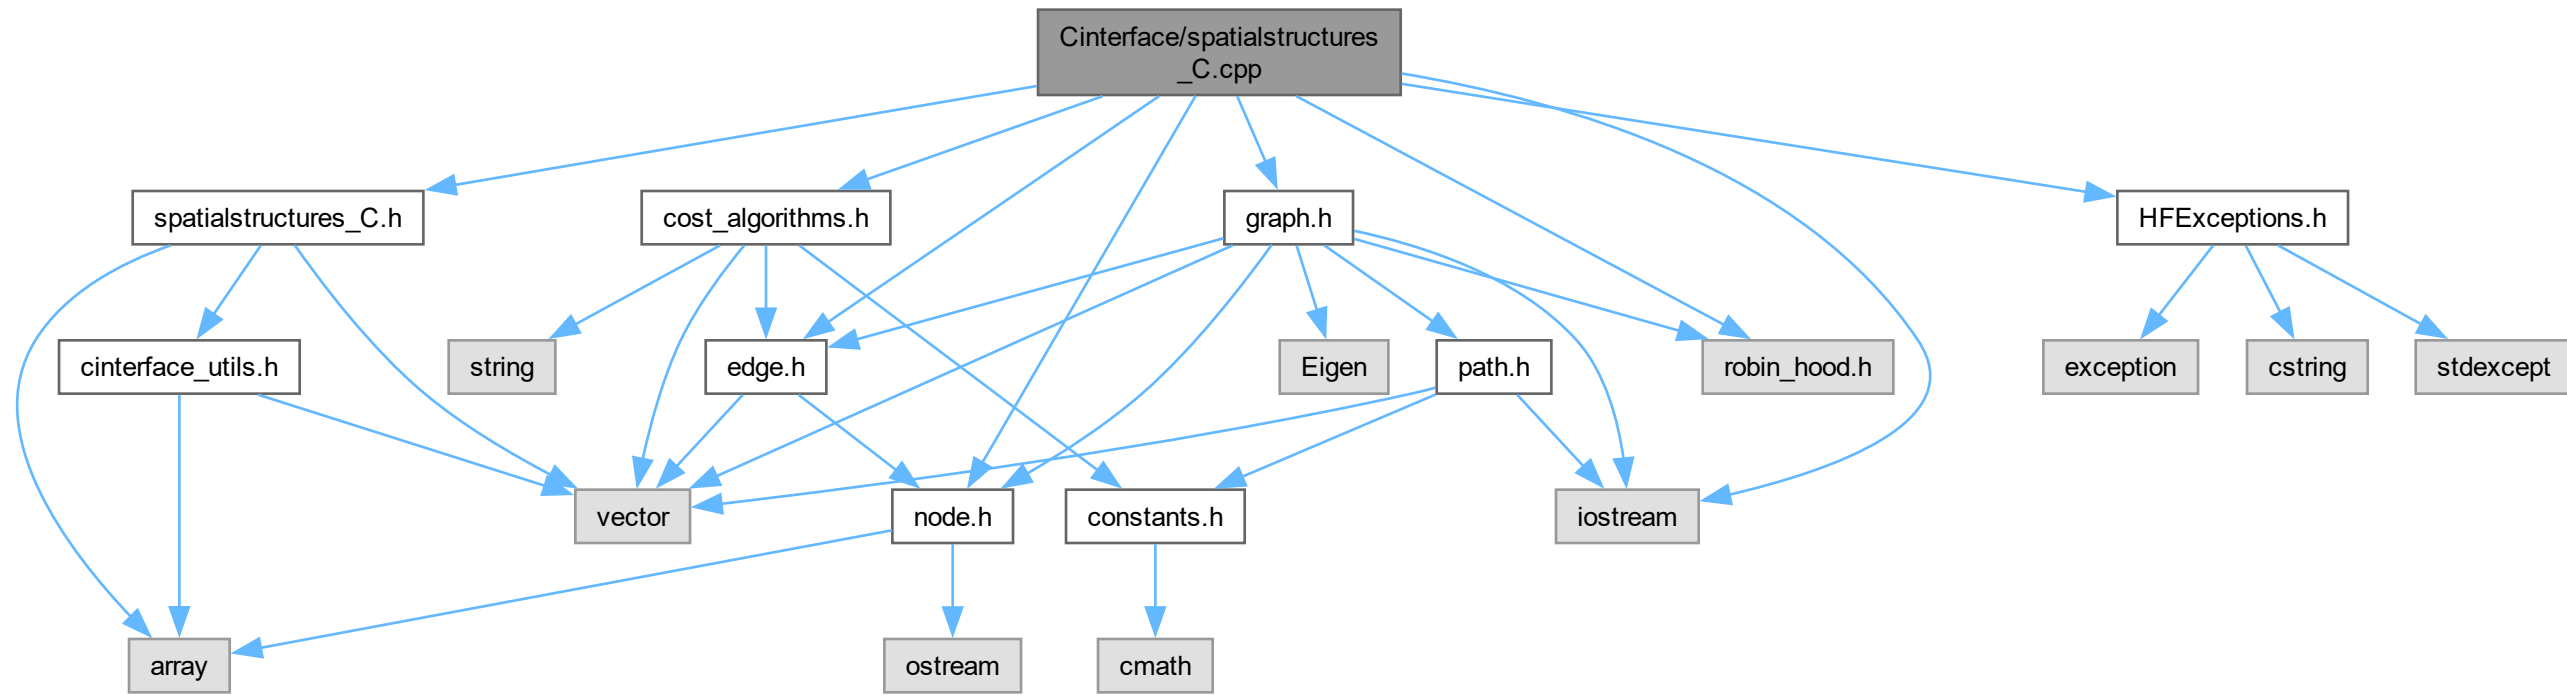 Cinterface/spatialstructures
_C.cpp
spatialstructures_C.h
cost_algorithms.h
graph.h
HFExceptions.h
cinterface_utils.h
string
edge.h
Eigen
path.h
robin_hood.h
exception
cstring
stdexcept
vector
node.h
constants.h
iostream
array
ostream
cmath